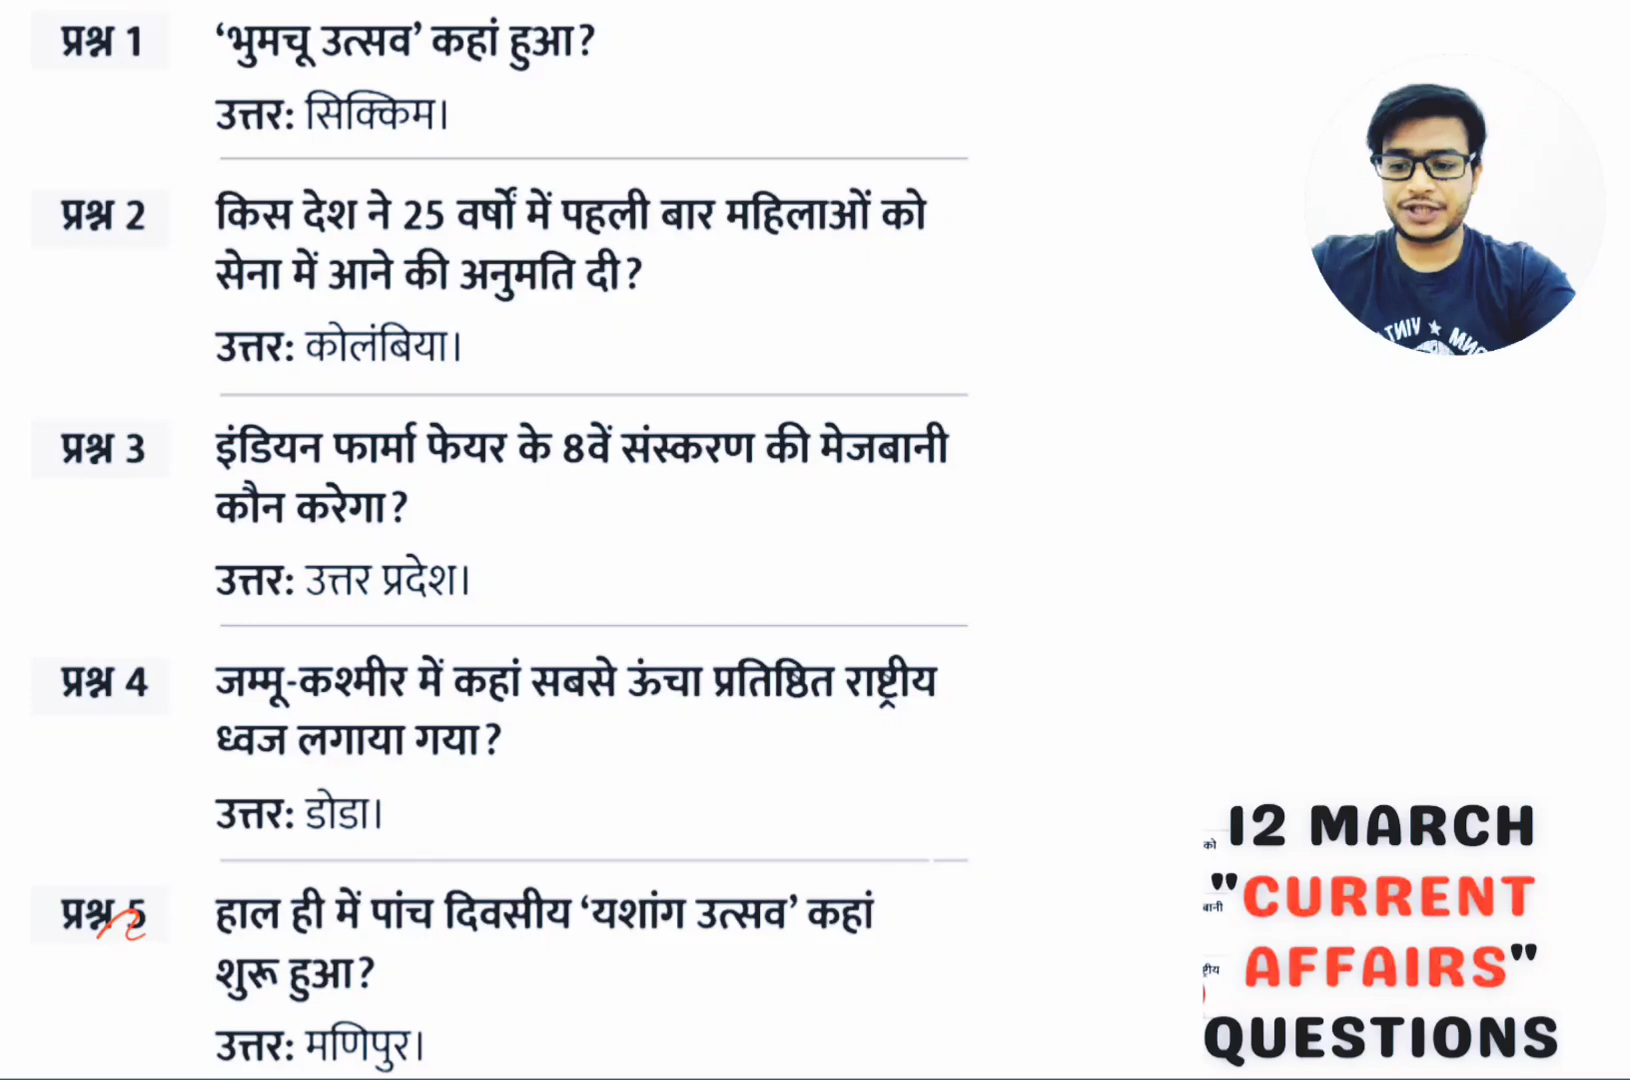 प्रश्न 1
‘भुमचू उत्सव’ कहां हुआ?
उत्तर: सिक्किम।
प्रश्न 2
किस देश ने 25 वर्षों में पहली बार महिलाओं को
सेना में आने की अनुमति दी?
उत्तर: कोलंबिया।
प्रश्न 3
इंडियन फार्मा फेयर के 8वें संस्करण की मेजबानी
कौन करेगा?
उत्तर: उत्तर प्रदेश।
प्रश्न 4
जम्मू-कश्मीर में कहां सबसे ऊंचा प्रतिष्ठित राष्ट्रीय
ध्वज लगाया गया?
उत्तर: डोडा।
प्रश्न 5
हाल ही में पांच दिवसीय ‘यशांग उत्सव’ कहां
शुरू हुआ?
उत्तर: मणिपुर।
को
12 MARCH
बानी
"CURRENT
AFFAIRS"
QUESTIONS